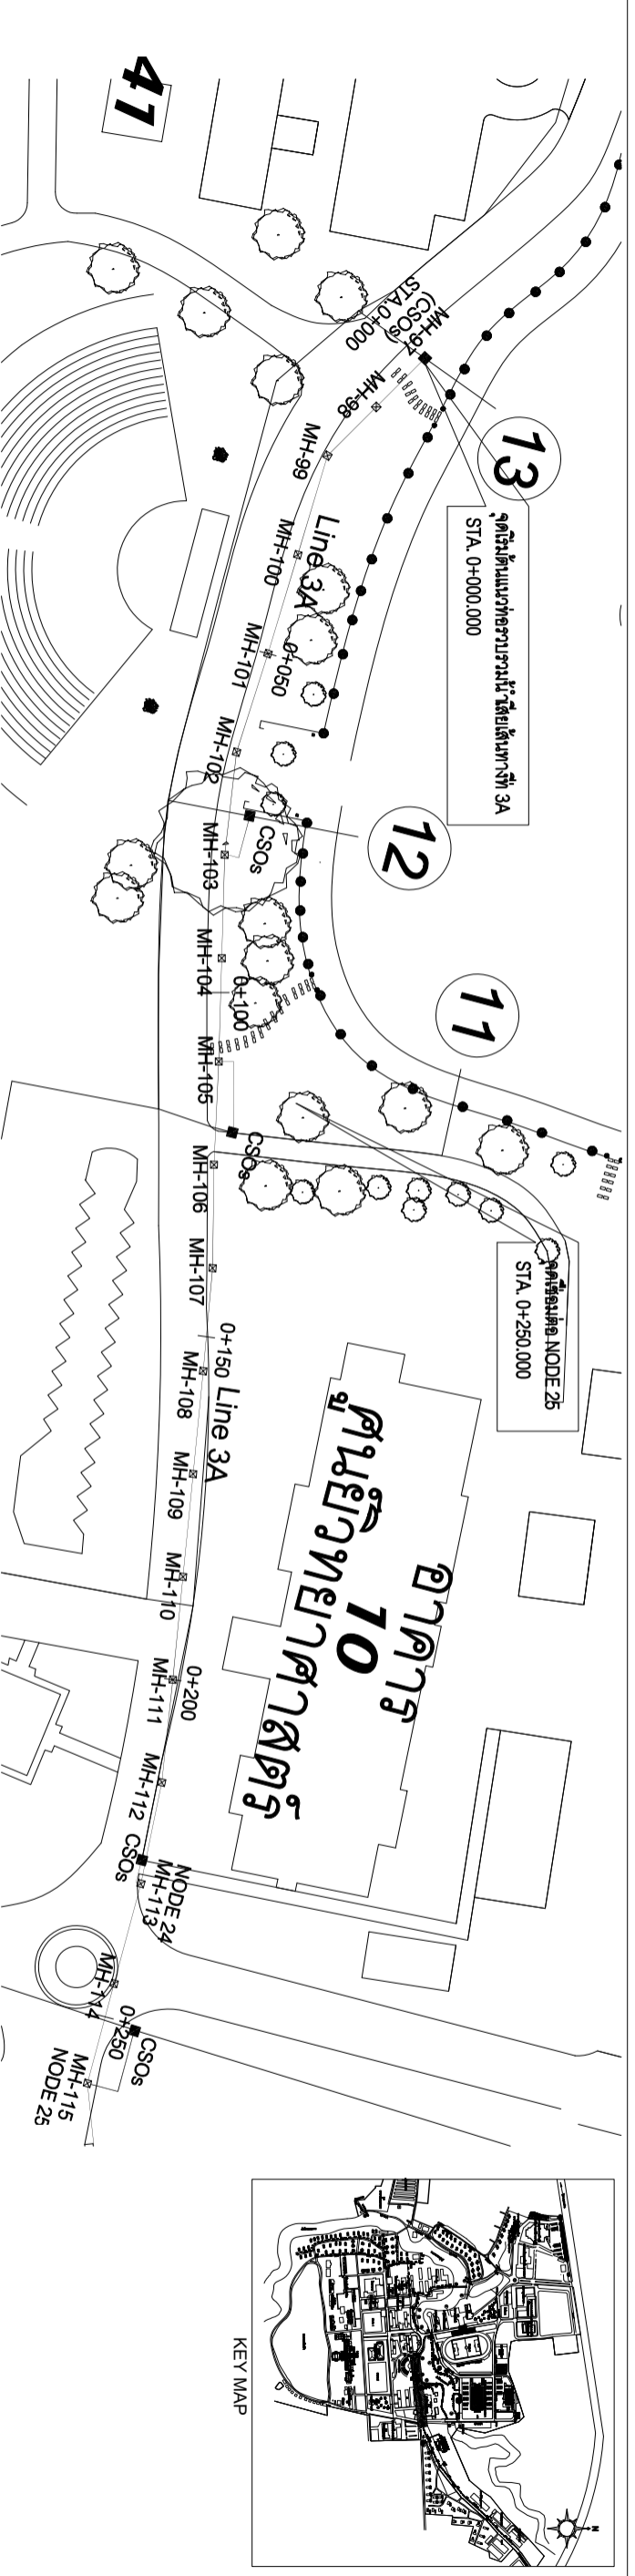 41
MH-97
(CSOs)
STA.0+000
MH-98
MH-99
13
จุดเริ่มต้นแนวท่อรวบรวมน้ำเสียเส้นทางที่ 3A
STA. 0+000.000
MH-100
Line 3A
MH-101
0+050
MH-102
CSOs
12
MH-103
MH-104
0+100
11
MH-105
CSOs
MH-106
MH-107
จุดเชื่อมต่อ NODE 25
STA. 0+250.000
0+150 Line 3A
MH-108
MH-109
MH-110
อาคาร
10
ศูนย์วิทยาศาสตร์
MH-111
0+200
MH-112
CSOs
NODE 24
MH-113
MH-114
0+250
CSOs
MH-115
NODE 25
KEY MAP
N